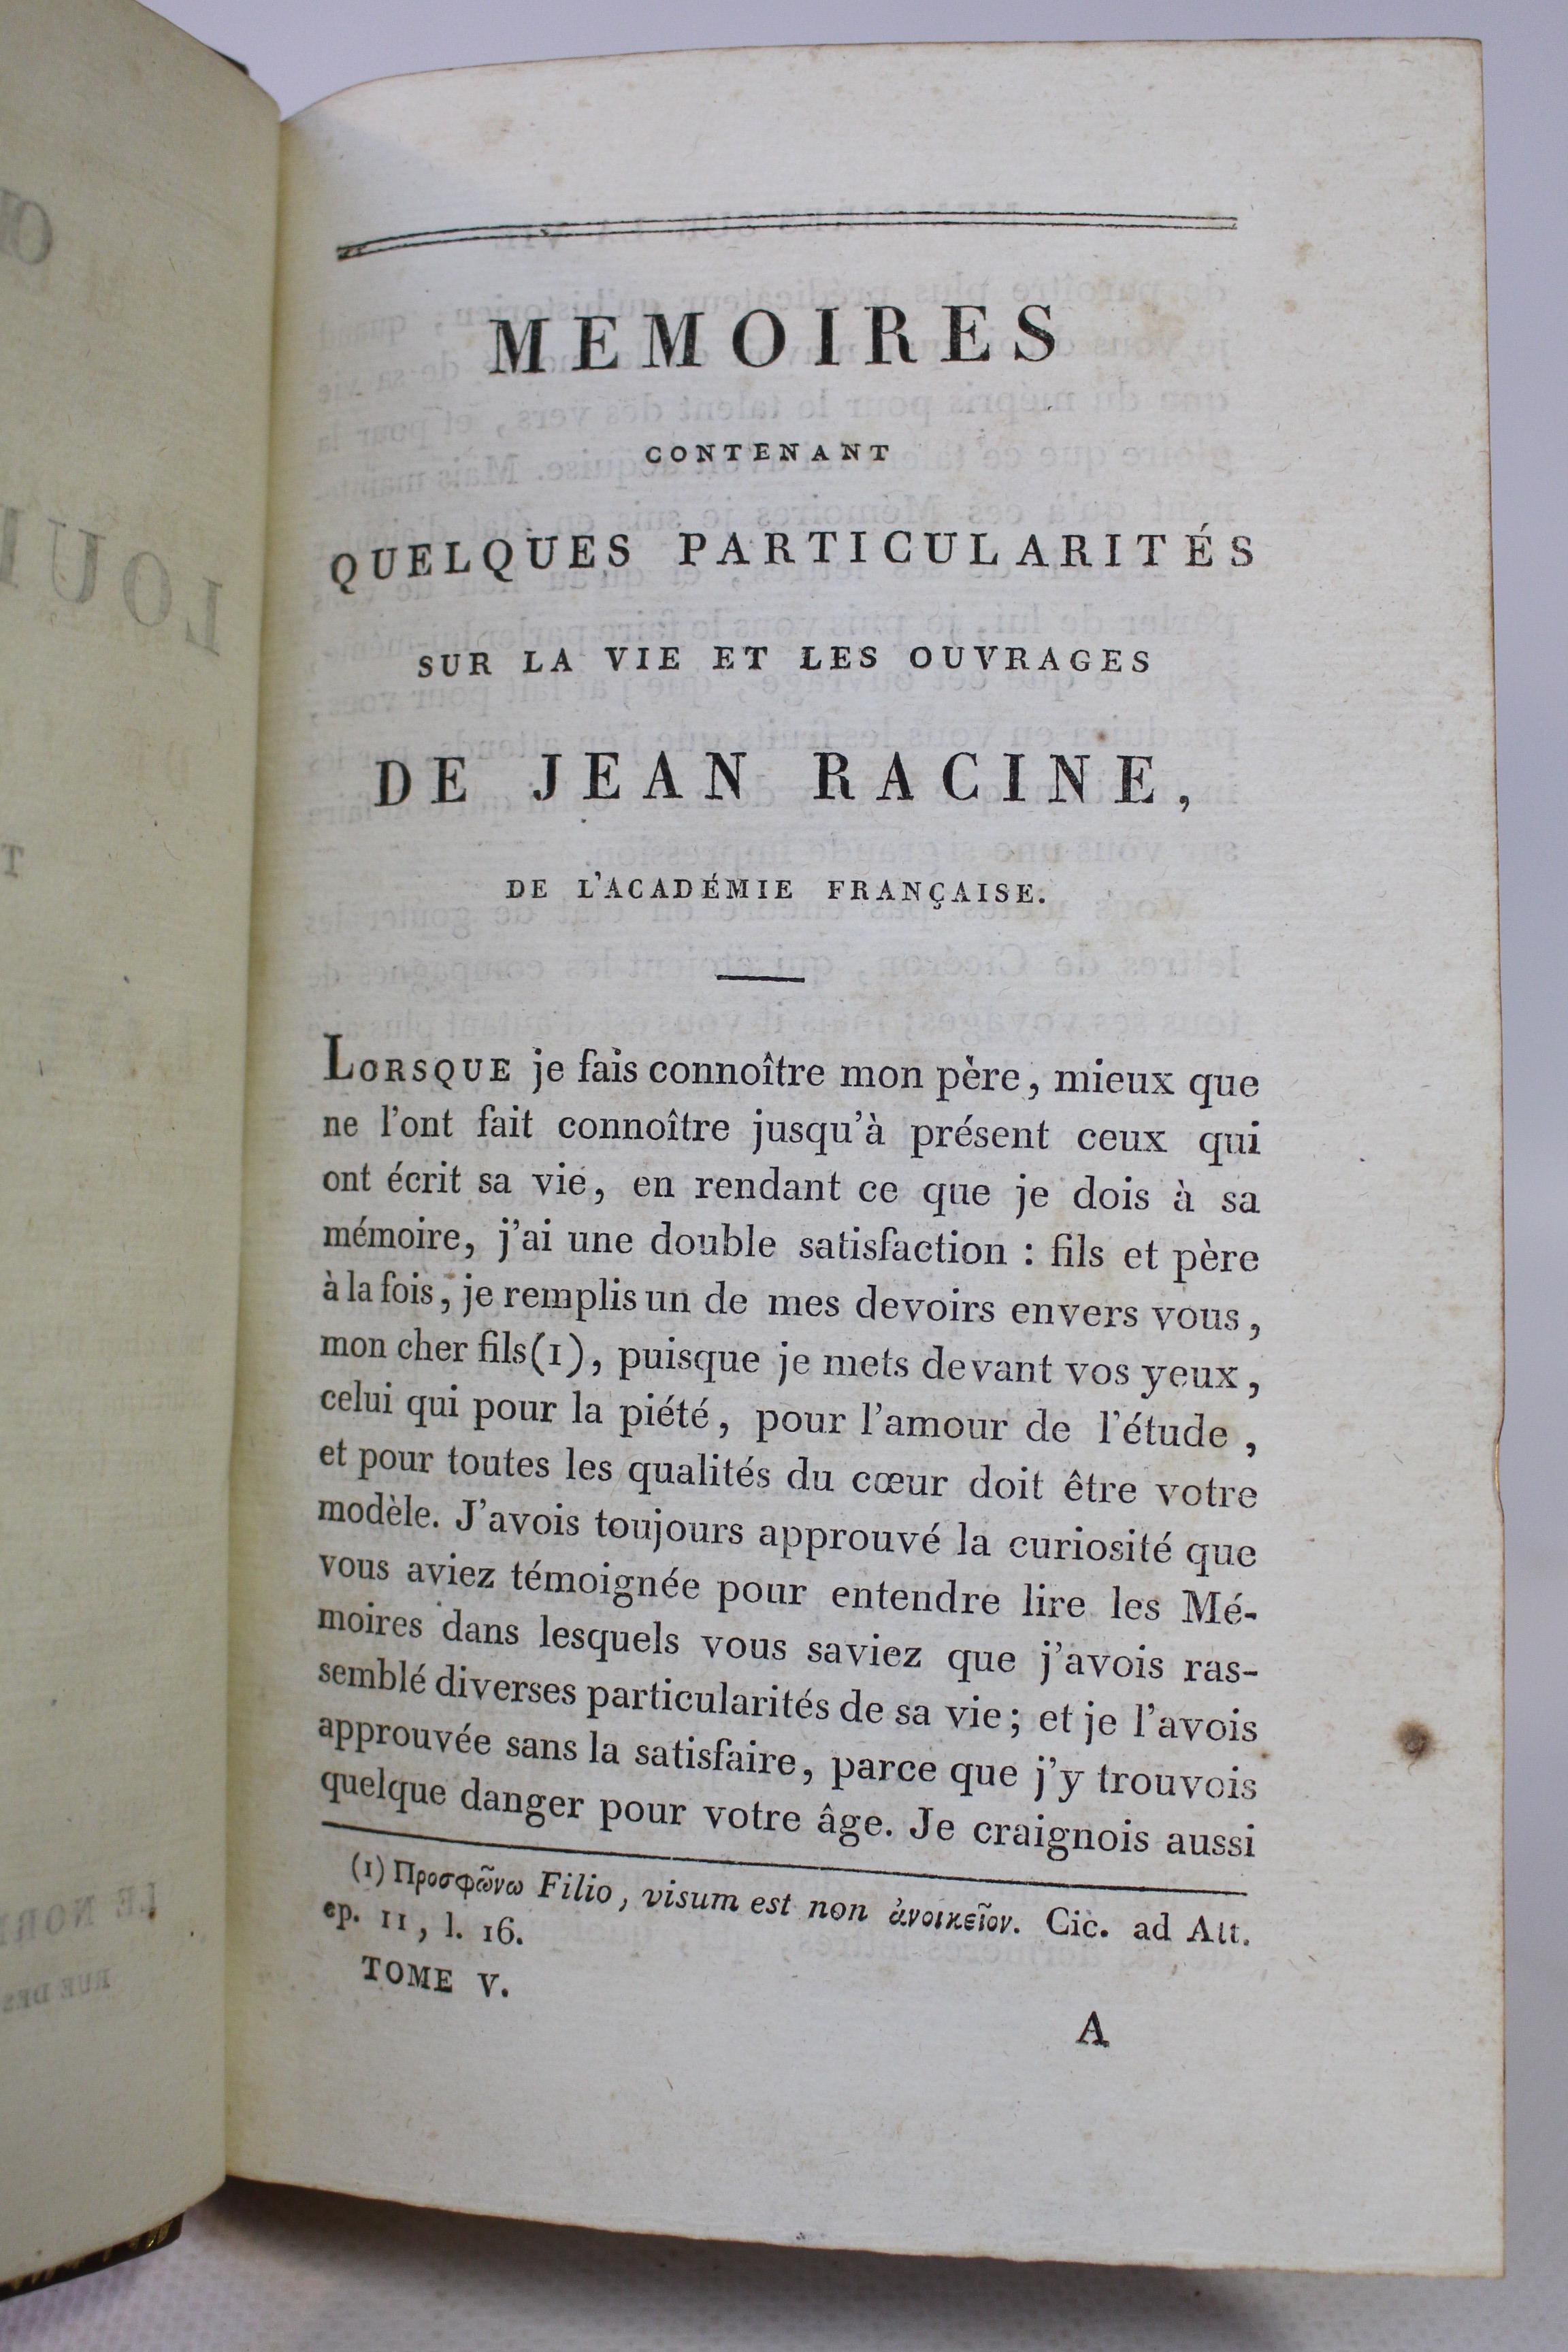 MEMOIRES
CONTENANT
QUELQUES PARTICULARITÉS
SUR LA VIE ET LES OUVRAGES
DE JEAN RACINE,
DE L'ACADÉMIE FRANÇAISE.
LORSQUE je fais connoître mon père, mieux que
ne l'ont fait connoître jusqu'à présent ceux qui
ont écrit sa vie, en rendant ce que je dois à sa
mémoire, j'ai une double satisfaction : fils et père
à la fois, je remplis un de mes devoirs envers vous,
mon cher fils (1), puisque je mets devant vos yeux,
celui qui pour la piété, pour l'amour de l'étude,
et pour toutes les qualités du cœur doit être votre
modèle. J'avois toujours approuvé la curiosité que
vous aviez témoignée pour entendre lire les Mé-
moires dans lesquels vous saviez que j'avois ras-
semblé diverses particularités de sa vie; et je l'avois
approuvée sans la satisfaire, parce que j'y trouvois
quelque danger pour votre âge. Je craignois aussi
(1) Προσφῶνω Filio, visum est non ἀνοικεῖον. Cic. ad Att.
ep. 11, l. 16.
TOME V.
A